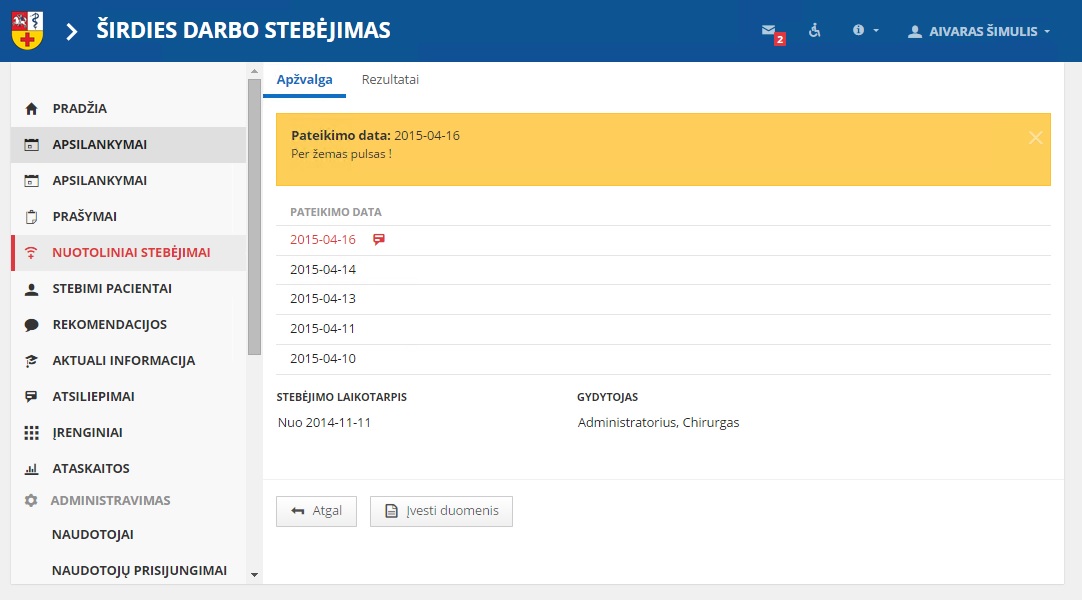 ŠIRDIES DARBO STEBĖJIMAS
2
AIVARAS ŠIMULIS
PRADŽIA
APSILANKYMAI
APSILANKYMAI
PRAŠYMAI
NUOTOLINIAI STEBĖJIMAI
STEBIMI PACIENTAI
REKOMENDACIJOS
AKTUALI INFORMACIJA
ATSILIEPIMAI
ĮRENGINIAI
ATASKAITOS
ADMINISTRAVIMAS
NAUDOTOJAI
NAUDOTOJŲ PRISIJUNGIMAI
Apžvalga Rezultatai
Pateikimo data: 2015-04-16
Per žemas pulsas !
PATEIKIMO DATA
2015-04-16
2015-04-14
2015-04-13
2015-04-11
2015-04-10
STEBĖJIMO LAIKOTARPIS GYDYTOJAS
Nuo 2014-11-11 Administratorius, Chirurgas
Atgal Įvesti duomenis